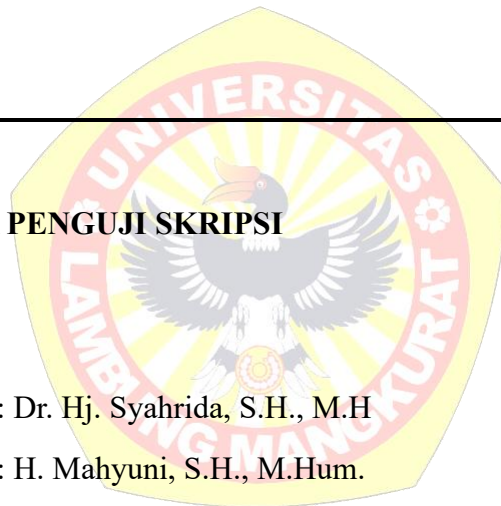 UNIVERSITAS
LAMBUNG MANGKURAT
PENGUJI SKRIPSI
: Dr. Hj. Syahrida, S.H., M.H
: H. Mahyuni, S.H., M.Hum.